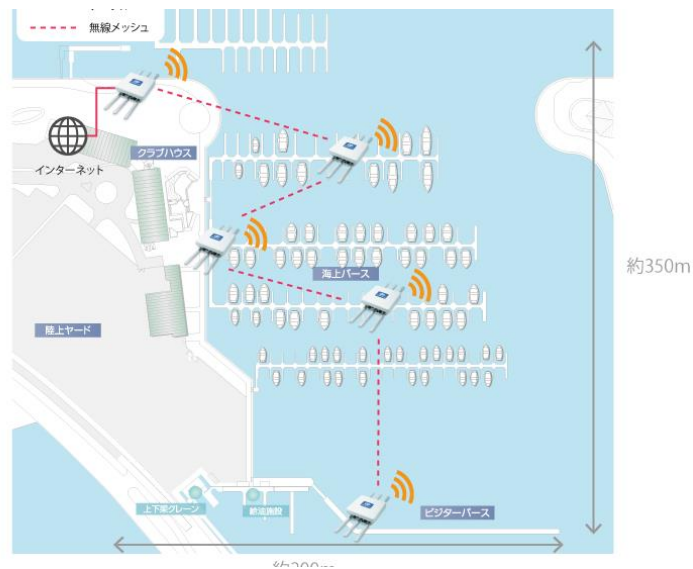 無線メッシュ
クラブハウス
インターネット
海上バース
約350m
陸上ヤード
上下架クレーン
給油施設
ビジターバース